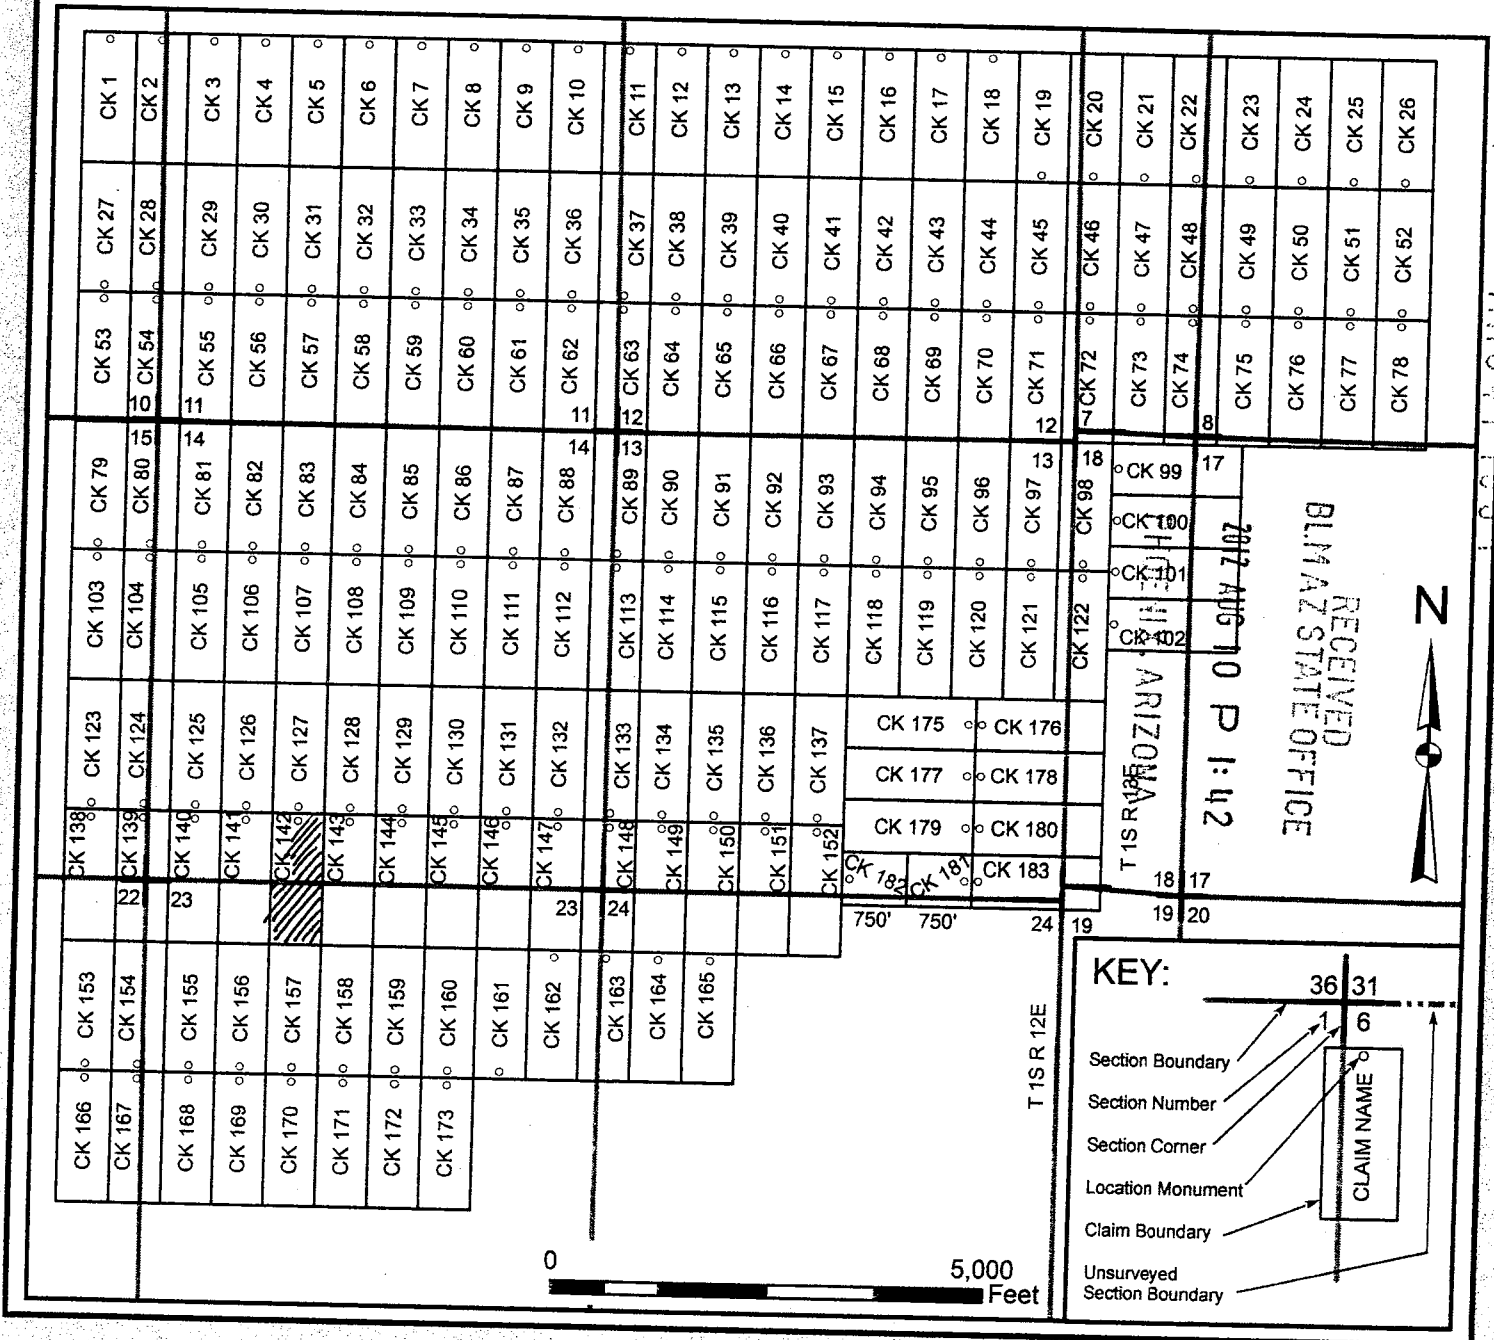 CK 1 CK 2 CK 3 CK 4 CK 5 CK 6 CK 7 CK 8 CK 9 CK 10 CK 11 CK 12 CK 13 CK 14 CK 15 CK 16 CK 17 CK 18 CK 19 CK 20 CK 21 CK 22 CK 23 CK 24 CK 25 CK 26
CK 27 CK 28 CK 29 CK 30 CK 31 CK 32 CK 33 CK 34 CK 35 CK 36 CK 37 CK 38 CK 39 CK 40 CK 41 CK 42 CK 43 CK 44 CK 45 CK 46 CK 47 CK 48 CK 49 CK 50 CK 51 CK 52
CK 53 CK 54 CK 55 CK 56 CK 57 CK 58 CK 59 CK 60 CK 61 CK 62 CK 63 CK 64 CK 65 CK 66 CK 67 CK 68 CK 69 CK 70 CK 71 CK 72 CK 73 CK 74 CK 75 CK 76 CK 77 CK 78
10 11 11 12 12 7 8
15 14 14 13 13 18 17
CK 79 CK 80 CK 81 CK 82 CK 83 CK 84 CK 85 CK 86 CK 87 CK 88 CK 89 CK 90 CK 91 CK 92 CK 93 CK 94 CK 95 CK 96 CK 97 CK 98
CK 99
CK 100
CK 101
CK 102
CK 103 CK 104 CK 105 CK 106 CK 107 CK 108 CK 109 CK 110 CK 111 CK 112 CK 113 CK 114 CK 115 CK 116 CK 117 CK 118 CK 119 CK 120 CK 121 CK 122
RECEIVED
BLM AZ STATE OFFICE
2012 AUG 10 P 1:42
PHOENIX, ARIZONA
N
CK 123 CK 124 CK 125 CK 126 CK 127 CK 128 CK 129 CK 130 CK 131 CK 132 CK 133 CK 134 CK 135 CK 136 CK 137
CK 175 CK 176
CK 177 CK 178
CK 179 CK 180
CK 182 CK 181 CK 183
T 1S R 13E
CK 138 CK 139 CK 140 CK 141 CK 142 CK 143 CK 144 CK 145 CK 146 CK 147 CK 148 CK 149 CK 150 CK 151 CK 152
18 17
22 23 23 24 24 19 19 20
750' 750'
CK 153 CK 154 CK 155 CK 156 CK 157 CK 158 CK 159 CK 160 CK 161 CK 162 CK 163 CK 164 CK 165
T 1S R 12E
CK 166 CK 167 CK 168 CK 169 CK 170 CK 171 CK 172 CK 173
0 5,000
Feet
KEY:
36 31
1 6
Section Boundary
Section Number
Section Corner
Location Monument
Claim Boundary
Unsurveyed
Section Boundary
CLAIM NAME